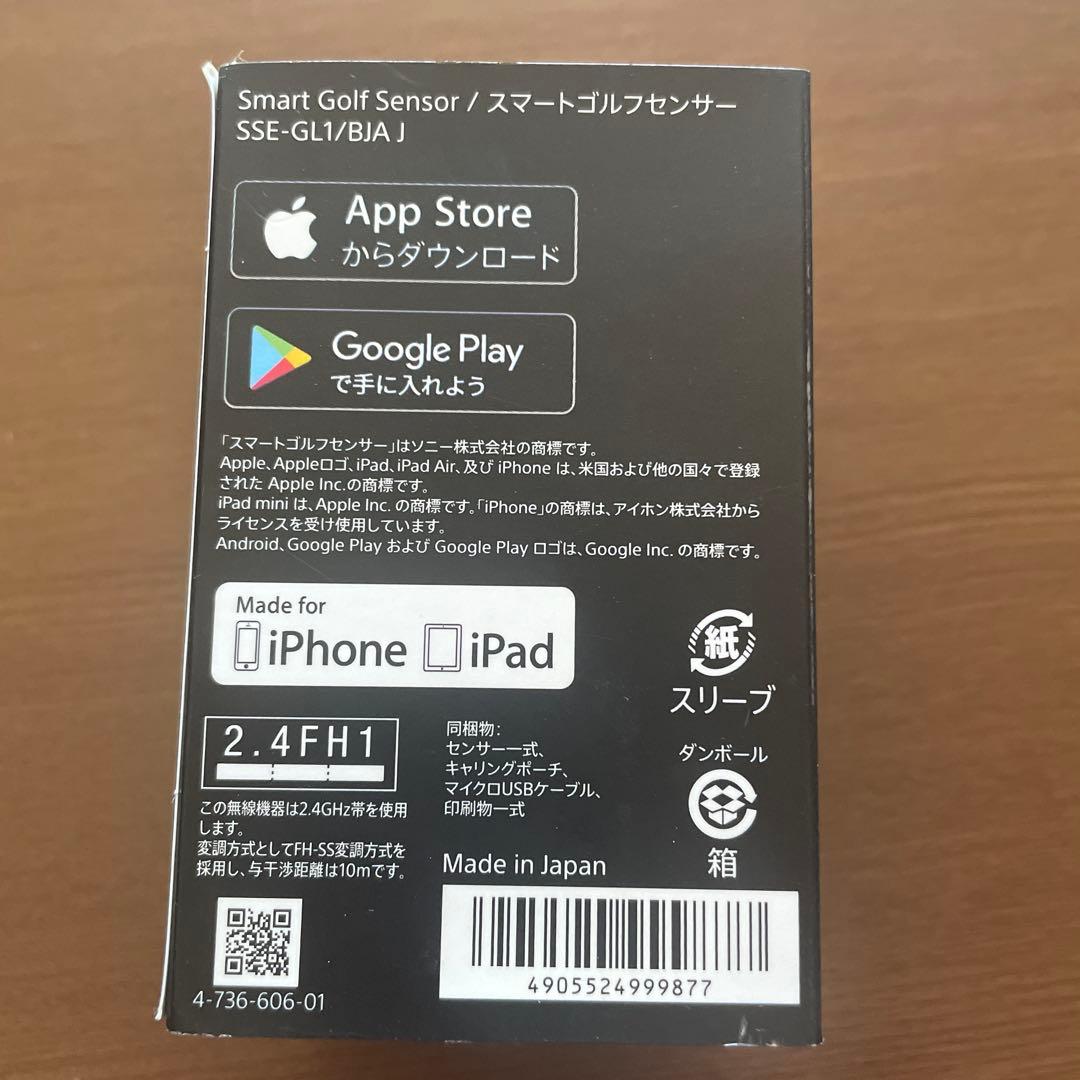 Smart Golf Sensor / スマートゴルフセンサー
SSE-GL1/BJA J
App Store
からダウンロード
Google Play
で手に入れよう
「スマートゴルフセンサー」はソニー株式会社の商標です。
Apple、Appleロゴ、iPad、iPad Air、及び iPhone は、米国および他の国々で登録
された Apple Inc.の商標です。
iPad mini は、Apple Inc. の商標です。「iPhone」の商標は、アイホン株式会社から
ライセンスを受け使用しています。
Android、Google Play および Google Play ロゴは、Google Inc. の商標です。
Made for
iPhone iPad
紙
スリーブ
2.4FH1
この無線機器は2.4GHz帯を使用
します。
変調方式としてFH-SS変調方式を
採用し、与干渉距離は10mです。
同梱物：
センサー一式、
キャリングポーチ、
マイクロUSBケーブル、
印刷物一式
ダンボール
箱
Made in Japan
4905524999877
4-736-606-01